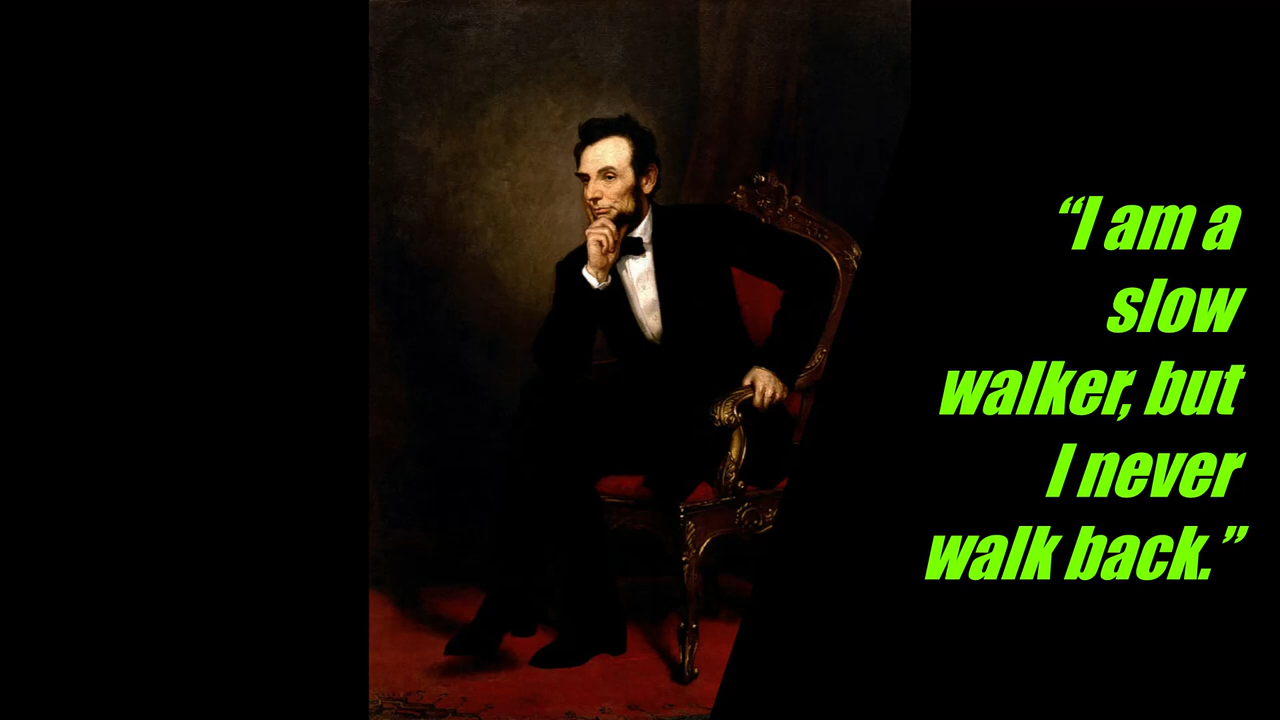 “I am a
slow
walker, but
I never
walk back.”